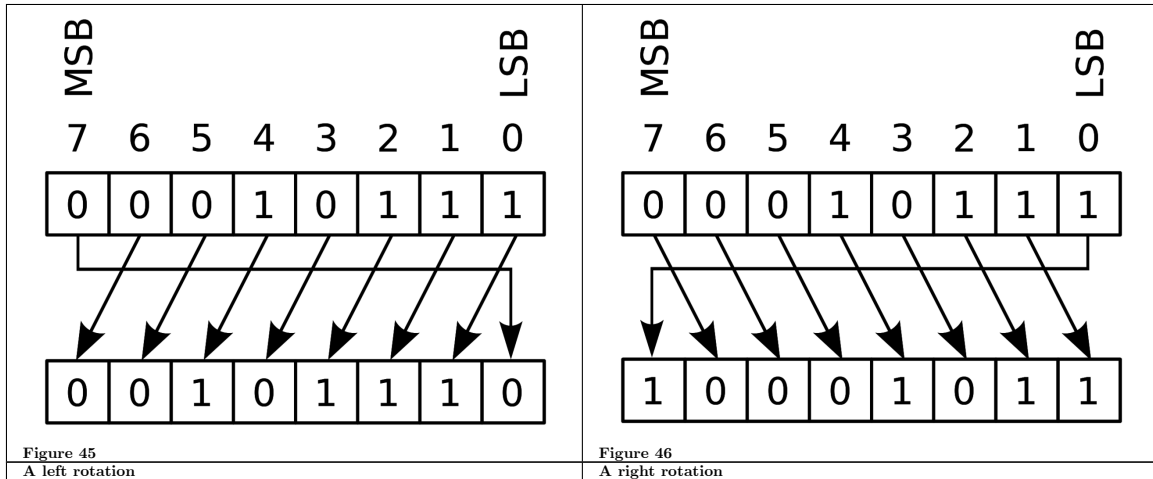 MSB LSB
7 6 5 4 3 2 1 0
0 0 0 1 0 1 1 1
0 0 1 0 1 1 1 0
Figure 45
A left rotation
MSB LSB
7 6 5 4 3 2 1 0
0 0 0 1 0 1 1 1
1 0 0 0 1 0 1 1
Figure 46
A right rotation